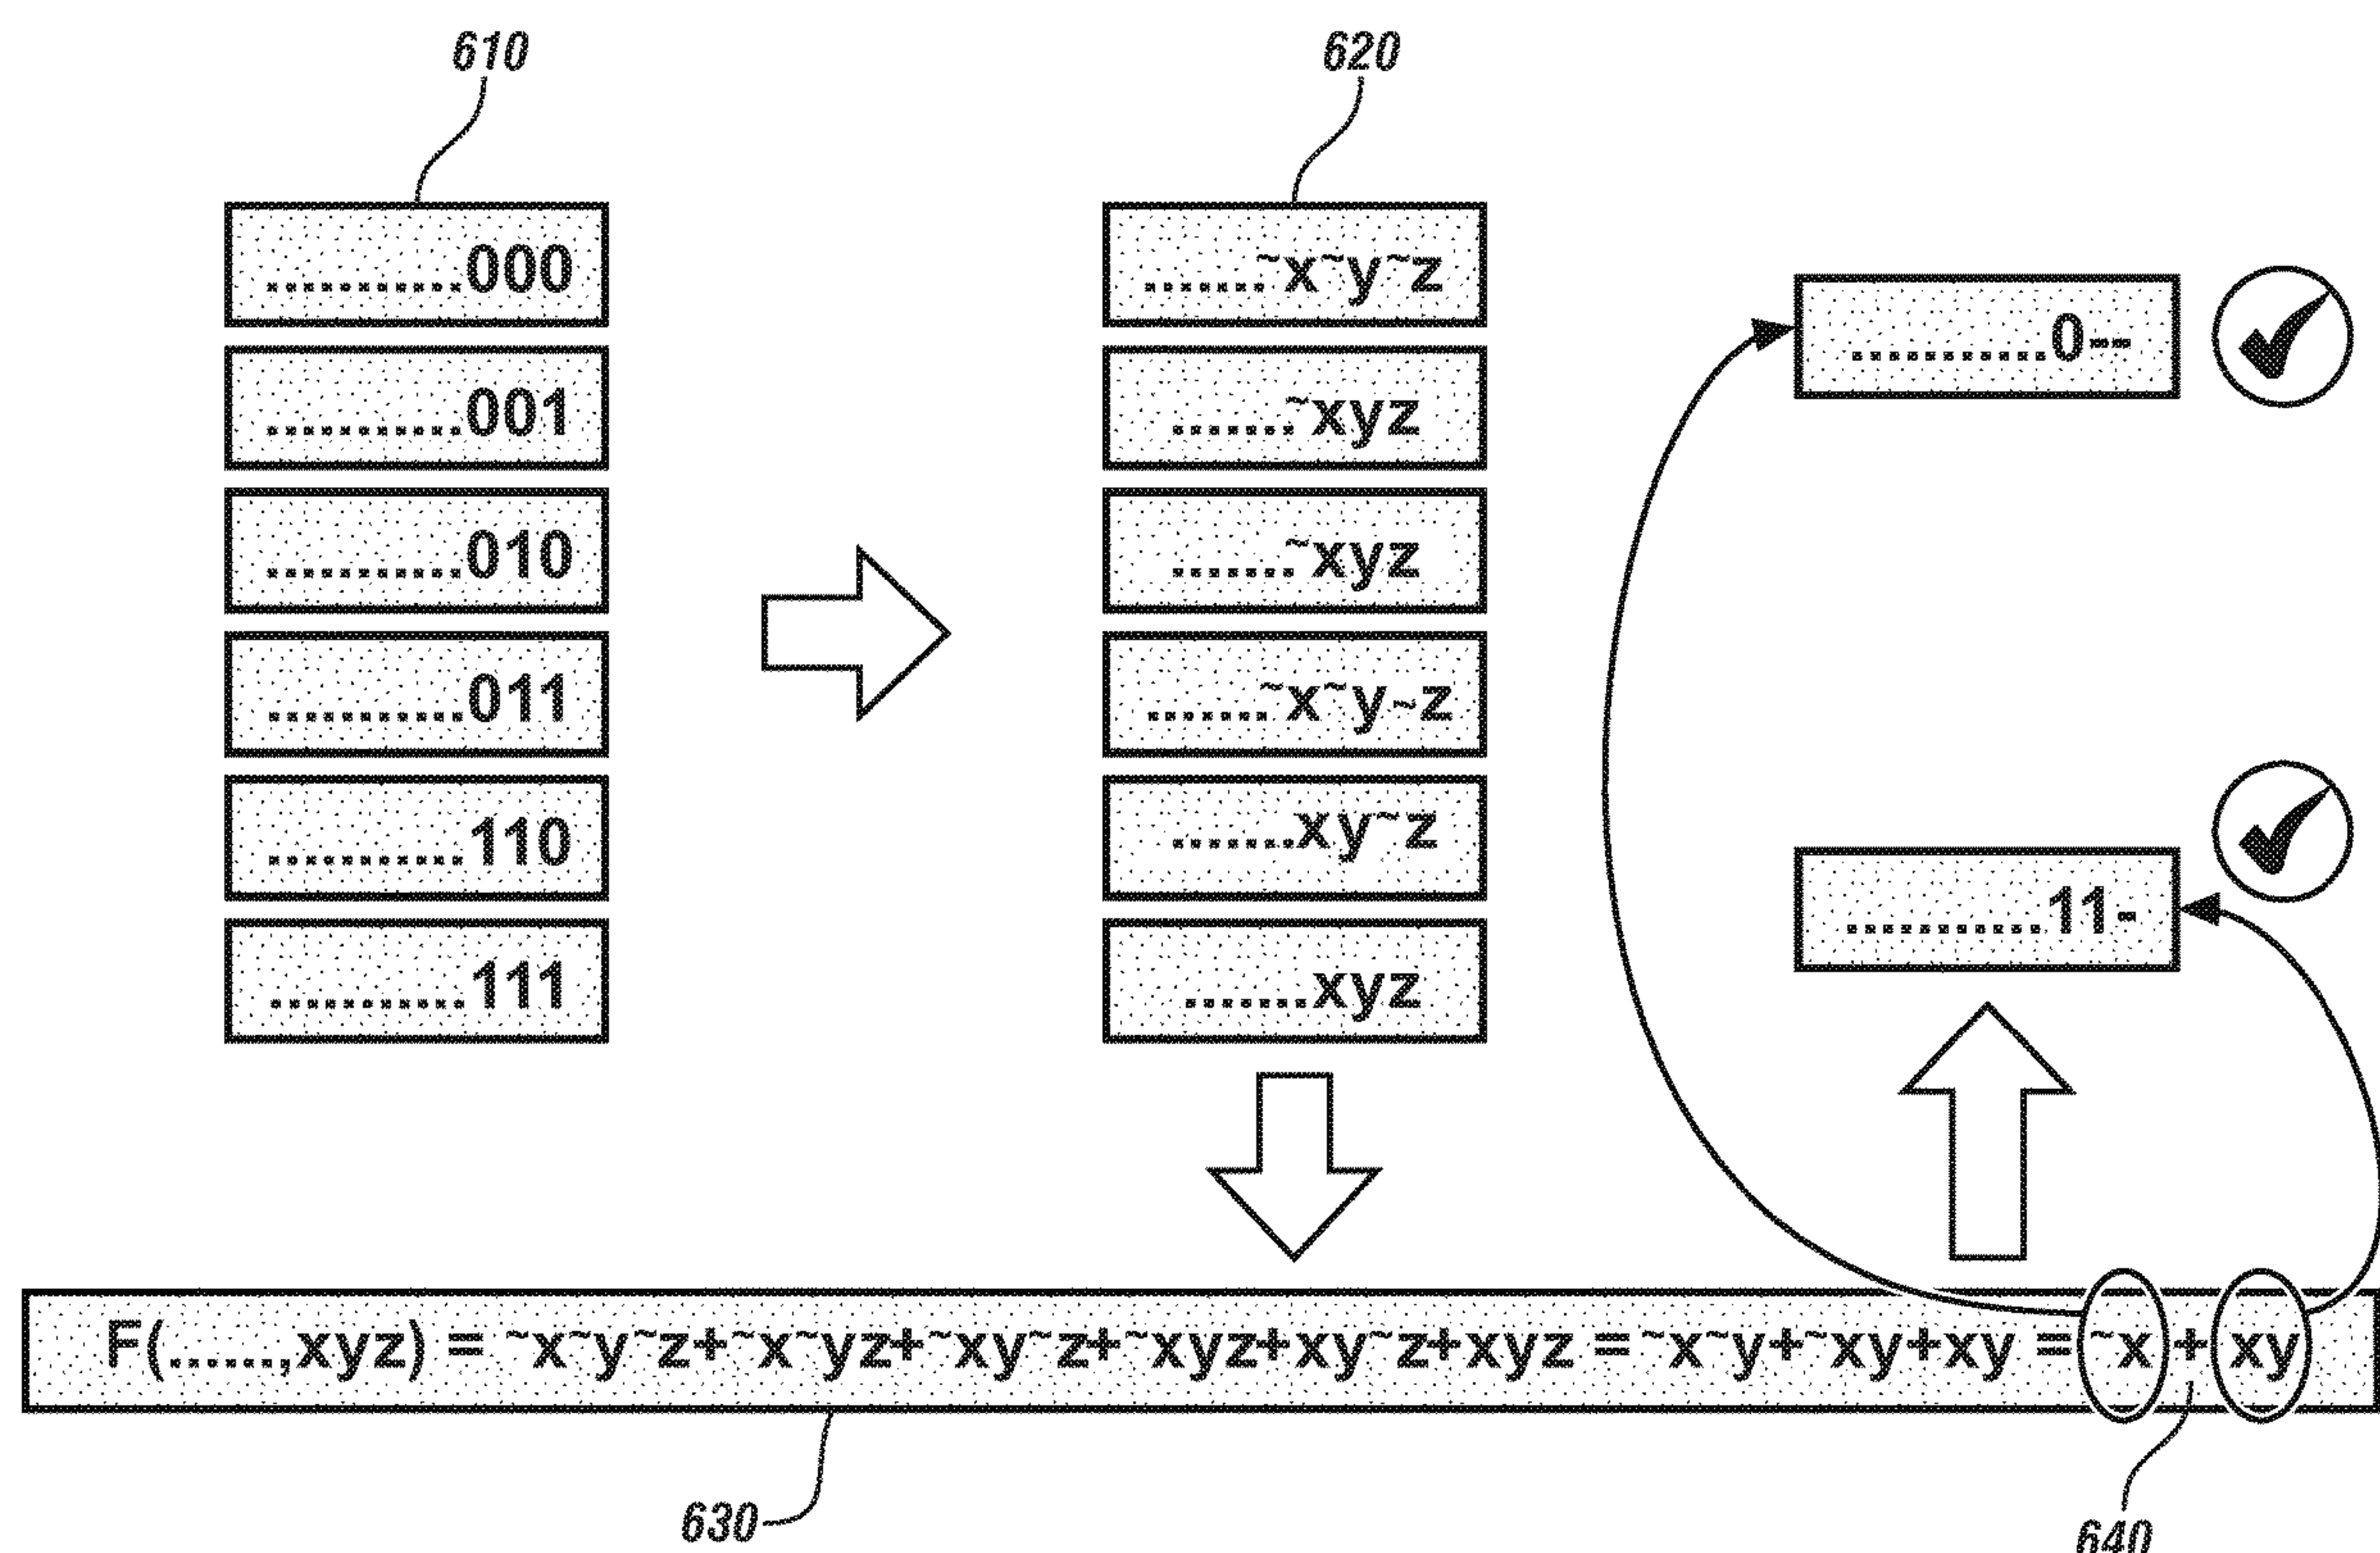 610
620
...........000
...........001
...........010
...........011
...........110
...........111
.......~x~y~z
.......~xyz
.......~xyz
.......~x~y~z
.......xy~z
.......xyz
...........0--
...........11-
F(......,xyz) = ~x~y~z+~x~yz+~xy~z+~xyz+xy~z+xyz = ~x~y+~xy+xy = ~x + xy
630
640